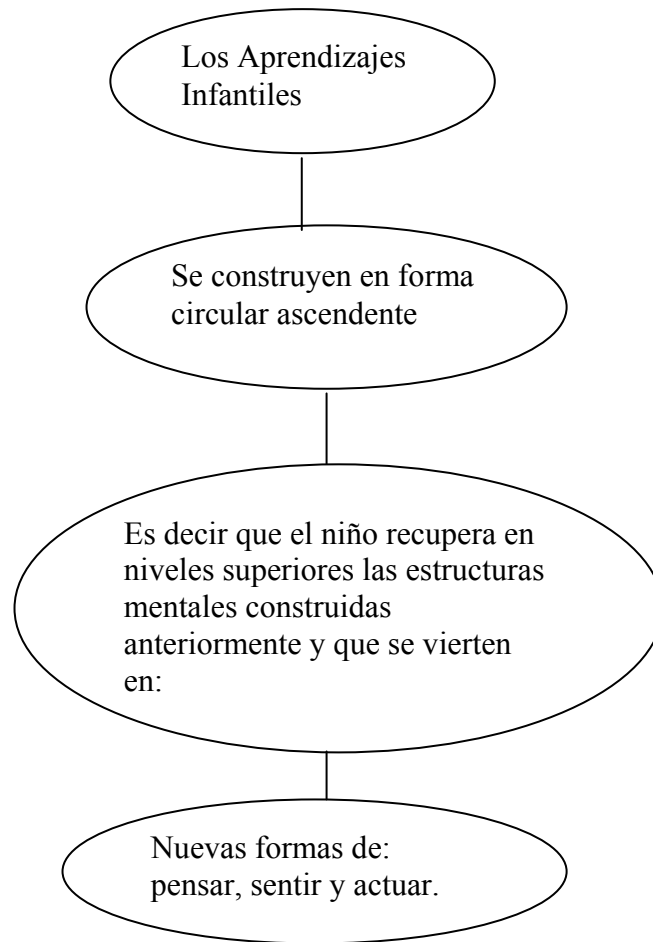 Los Aprendizajes
Infantiles
Se construyen en forma
circular ascendente
Es decir que el niño recupera en
niveles superiores las estructuras
mentales construidas
anteriormente y que se vierten
en:
Nuevas formas de:
pensar, sentir y actuar.